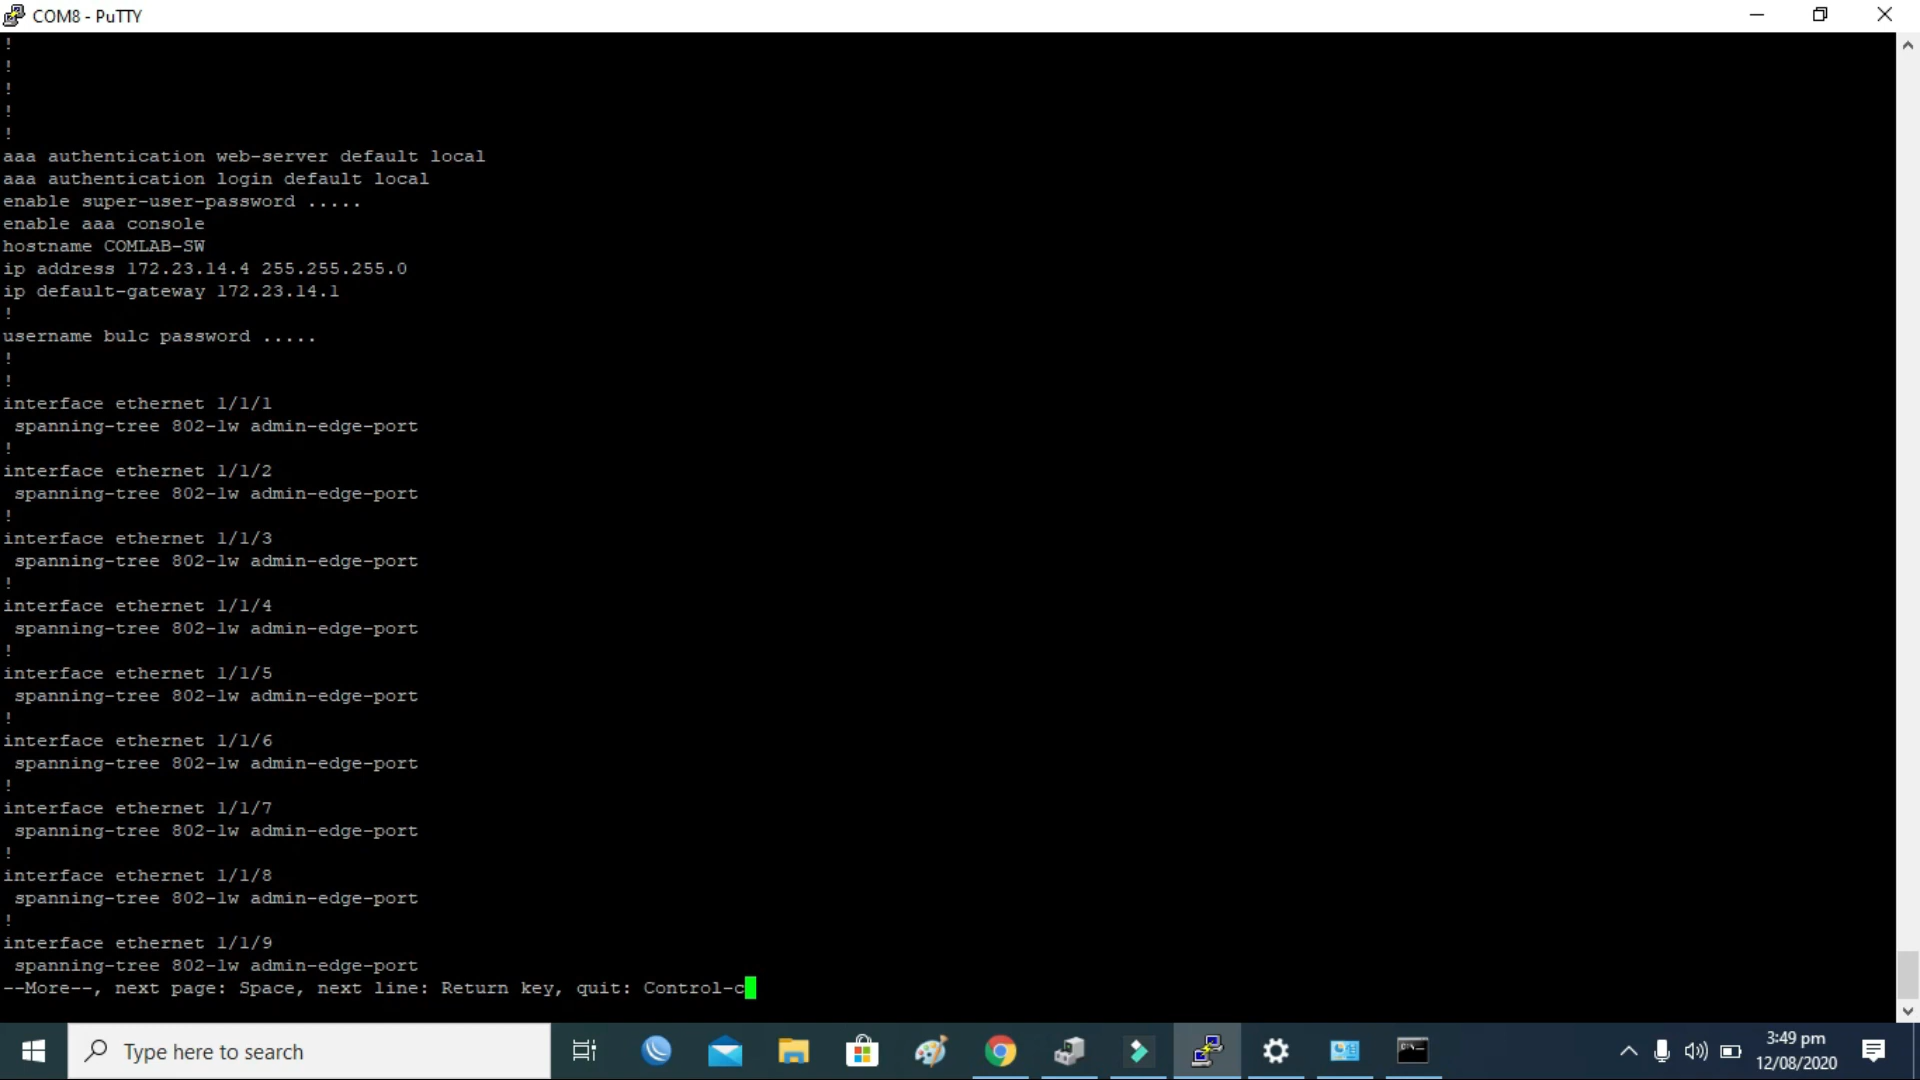 COM8 - PuTTY
!
!
!
!
!
aaa authentication web-server default local
aaa authentication login default local
enable super-user-password .....
enable aaa console
hostname COMLAB-SW
ip address 172.23.14.4 255.255.255.0
ip default-gateway 172.23.14.1
!
username bulc password .....
!
!
interface ethernet 1/1/1
 spanning-tree 802-1w admin-edge-port
!
interface ethernet 1/1/2
 spanning-tree 802-1w admin-edge-port
!
interface ethernet 1/1/3
 spanning-tree 802-1w admin-edge-port
!
interface ethernet 1/1/4
 spanning-tree 802-1w admin-edge-port
!
interface ethernet 1/1/5
 spanning-tree 802-1w admin-edge-port
!
interface ethernet 1/1/6
 spanning-tree 802-1w admin-edge-port
!
interface ethernet 1/1/7
 spanning-tree 802-1w admin-edge-port
!
interface ethernet 1/1/8
 spanning-tree 802-1w admin-edge-port
!
interface ethernet 1/1/9
 spanning-tree 802-1w admin-edge-port
--More--, next page: Space, next line: Return key, quit: Control-c
Type here to search
3:49 pm
12/08/2020